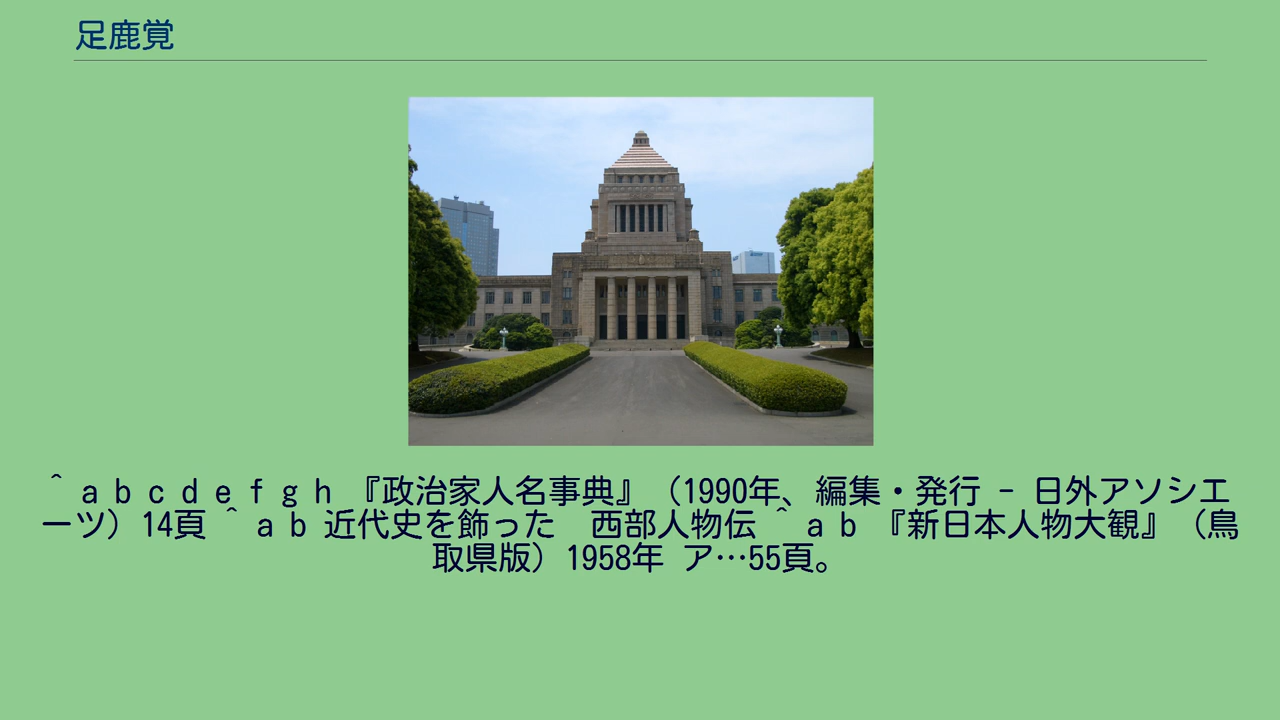 足鹿覚
^ a b c d e f g h 『政治家人名事典』（1990年、編集・発行 - 日外アソシエ
ーツ）14頁 ^ a b 近代史を飾った　西部人物伝 ^ a b 『新日本人物大観』（鳥
取県版）1958年 ア…55頁。